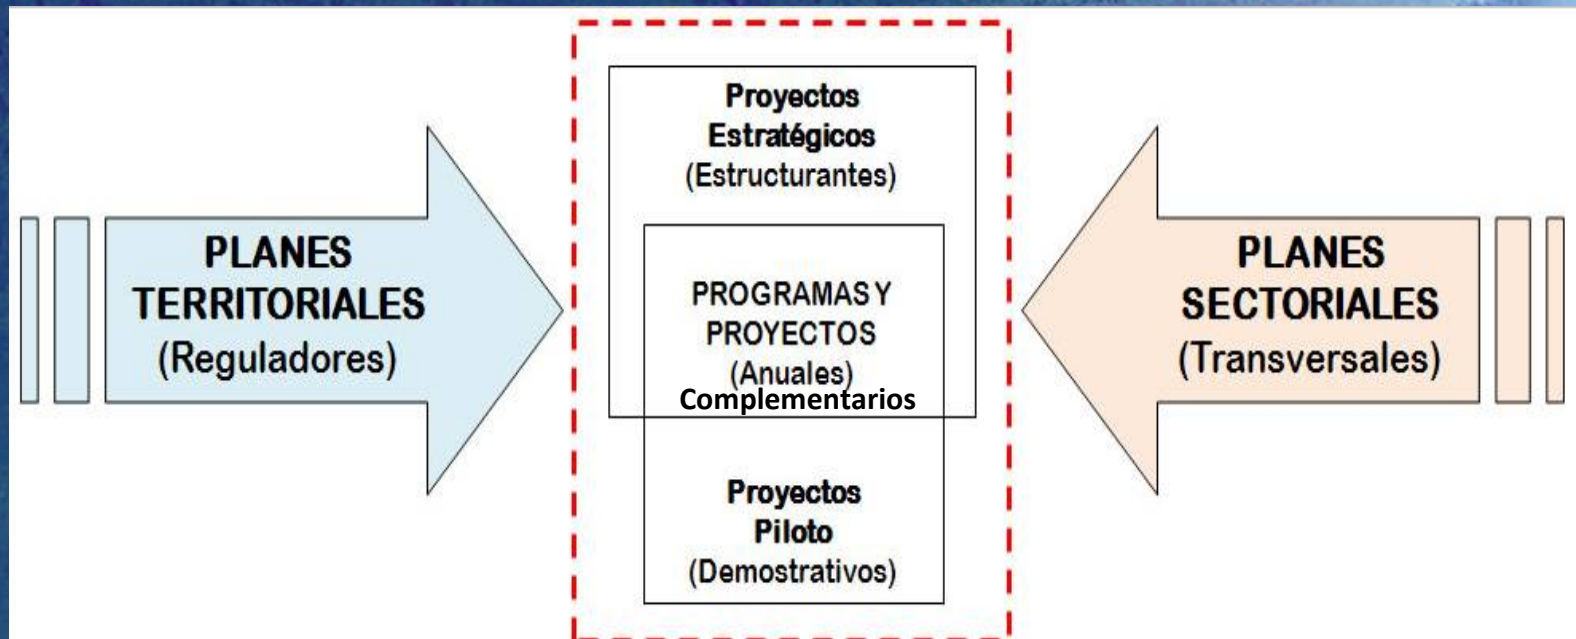 PLANES
TERRITORIALES
(Reguladores)
Proyectos
Estratégicos
(Estructurantes)
PROGRAMAS Y
PROYECTOS
(Anuales)
Complementarios
Proyectos
Piloto
(Demostrativos)
PLANES
SECTORIALES
(Transversales)